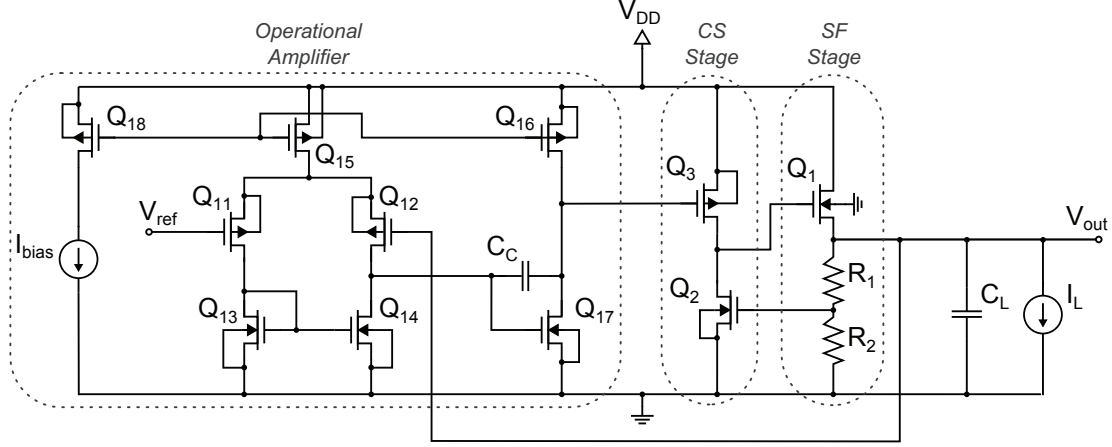 Operational
Amplifier
V_DD
CS
Stage
SF
Stage
Q_18
Q_15
Q_16
Q_3
Q_1
Q_11
Q_12
V_ref
V_out
I_bias
C_C
R_1
Q_13
Q_14
Q_17
Q_2
C_L
I_L
R_2